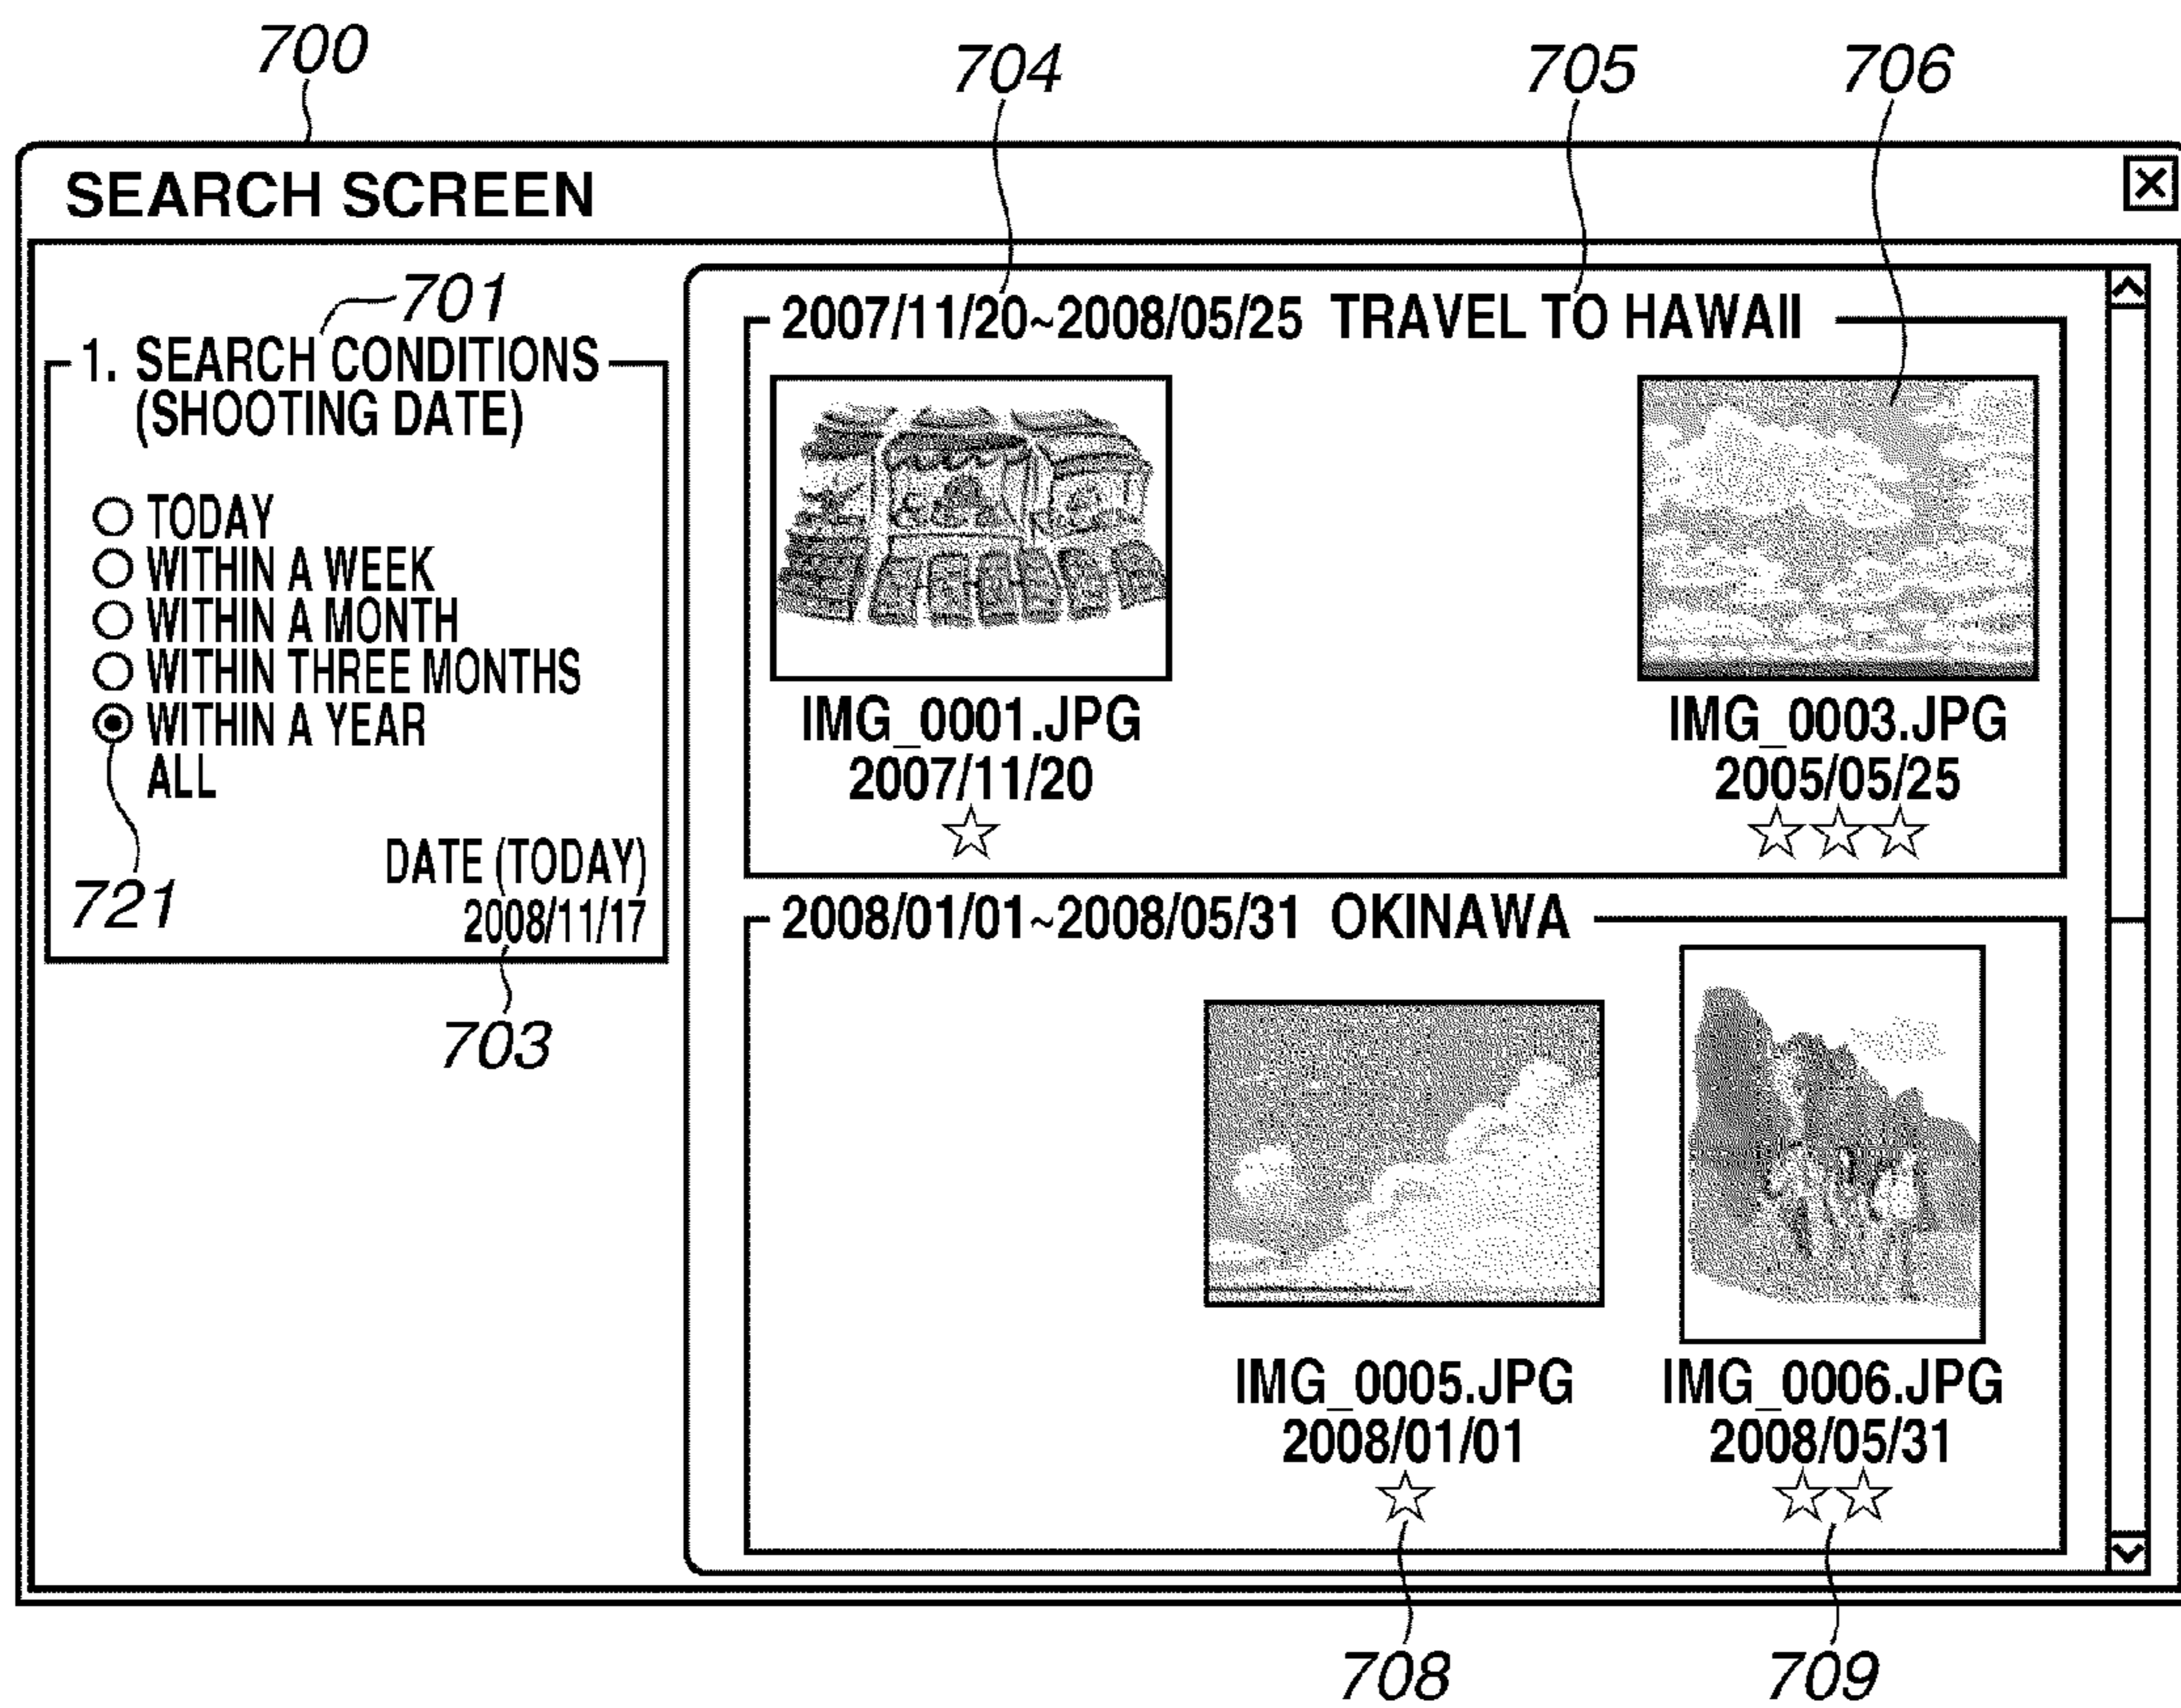 700
704
705
706
SEARCH SCREEN
701
1. SEARCH CONDITIONS
(SHOOTING DATE)
TODAY
WITHIN A WEEK
WITHIN A MONTH
WITHIN THREE MONTHS
WITHIN A YEAR
ALL
721
DATE (TODAY)
2008/11/17
703
2007/11/20~2008/05/25 TRAVEL TO HAWAII
IMG_0001.JPG
2007/11/20
☆
IMG_0003.JPG
2005/05/25
☆☆☆
2008/01/01~2008/05/31 OKINAWA
IMG_0005.JPG
2008/01/01
☆
IMG_0006.JPG
2008/05/31
☆☆
708
709